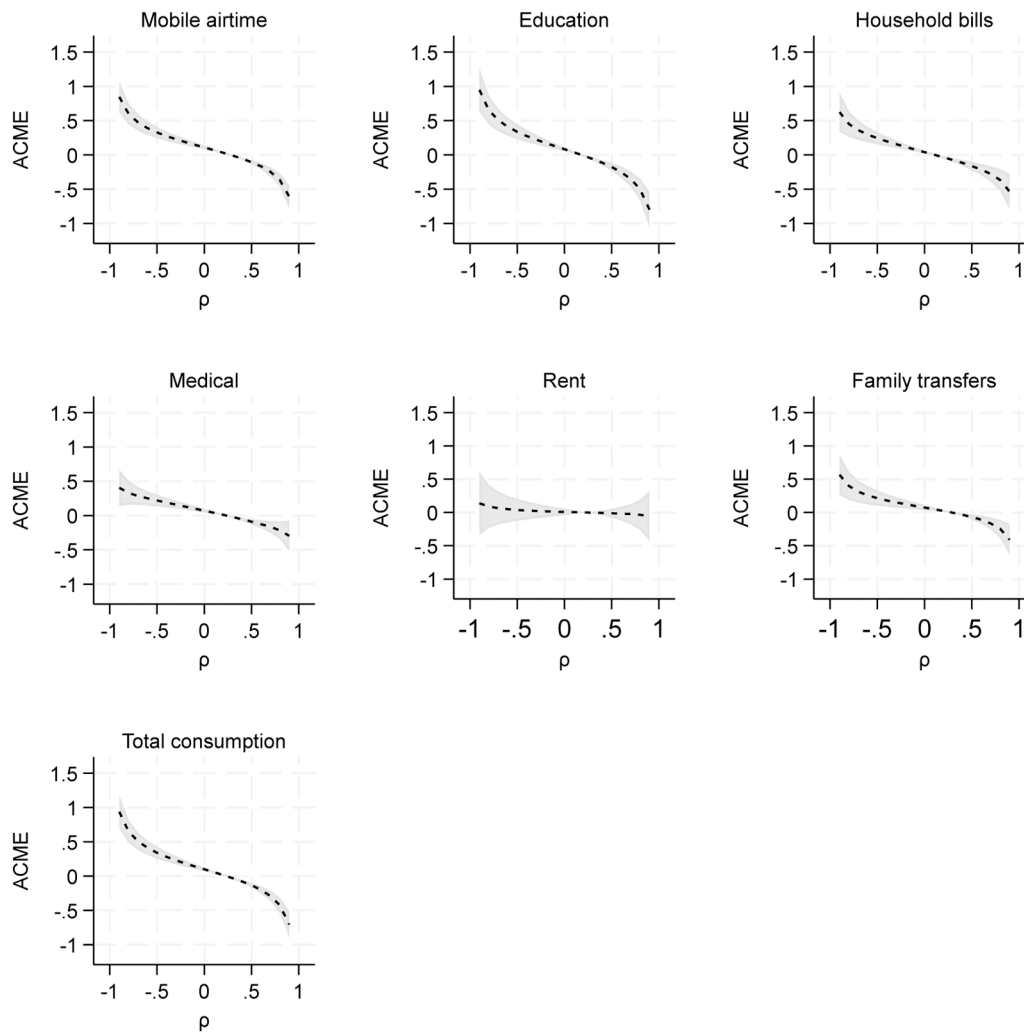 Mobile airtime
1.5
1
.5
0
-.5
-1
ACME
-1 -.5 0 .5 1
ρ
Education
1.5
1
.5
0
-.5
-1
ACME
-1 -.5 0 .5 1
ρ
Household bills
1.5
1
.5
0
-.5
-1
ACME
-1 -.5 0 .5 1
ρ
Medical
1.5
1
.5
0
-.5
-1
ACME
-1 -.5 0 .5 1
ρ
Rent
1.5
1
.5
0
-.5
-1
ACME
-1 -.5 0 .5 1
ρ
Family transfers
1.5
1
.5
0
-.5
-1
ACME
-1 -.5 0 .5 1
ρ
Total consumption
1.5
1
.5
0
-.5
-1
ACME
-1 -.5 0 .5 1
ρ